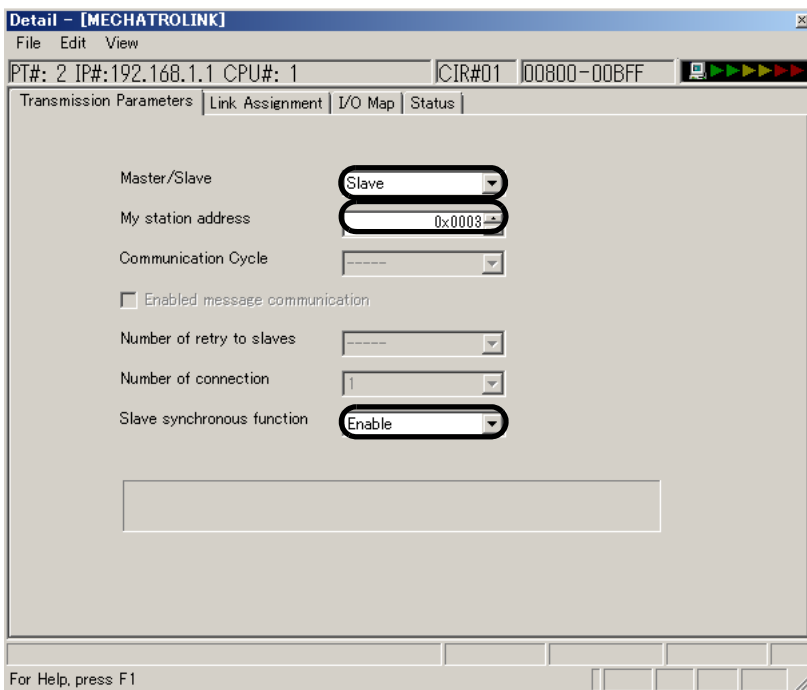 Detail - [MECHATROLINK]
File Edit View
PT#: 2 IP#:192.168.1.1 CPU#: 1 CIR#01 00800-00BFF
Transmission Parameters Link Assignment I/O Map Status
Master/Slave Slave
My station address 0x0003
Communication Cycle -----
Enabled message communication
Number of retry to slaves -----
Number of connection 1
Slave synchronous function Enable
For Help, press F1